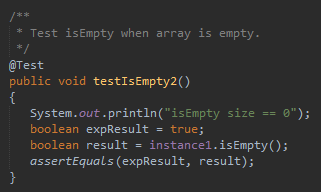 /**
 * Test isEmpty when array is empty.
 */
@Test
public void testIsEmpty2()
{
    System.out.println("isEmpty size == 0");
    boolean expResult = true;
    boolean result = instance1.isEmpty();
    assertEquals(expResult, result);
}